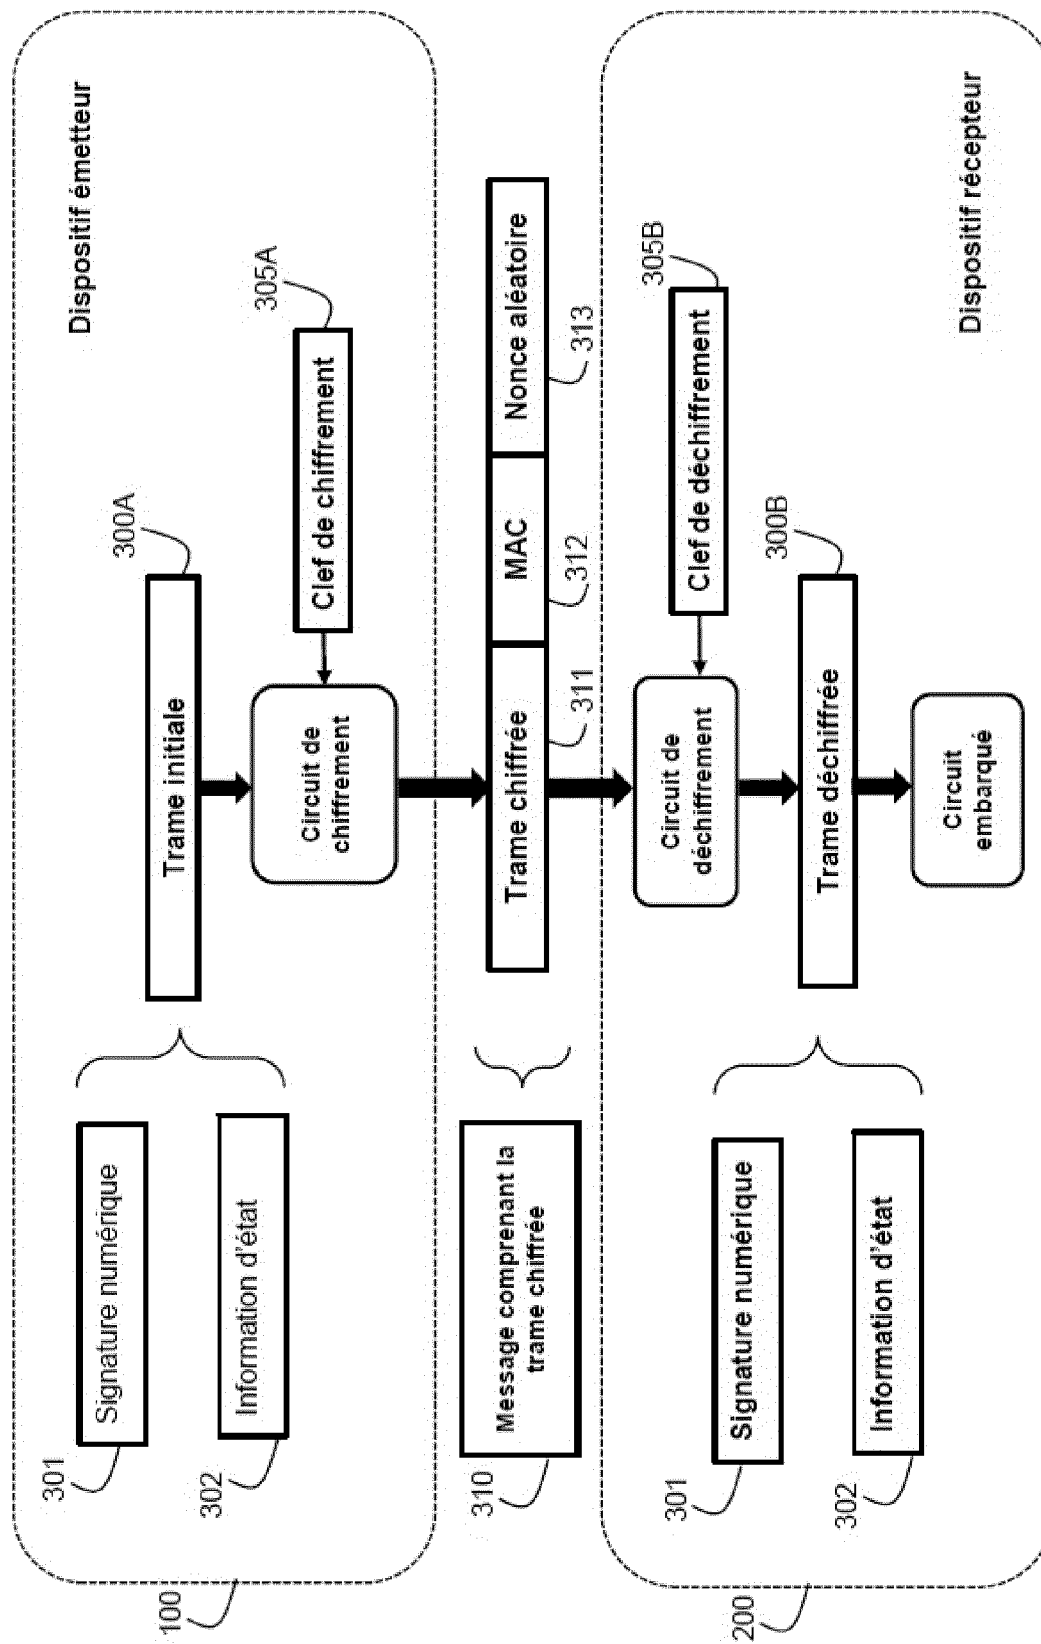 Dispositif émetteur
100
Signature numérique
301
Information d'état
302
Trame initiale
300A
Circuit de
chiffrement
Clef de chiffrement
305A
Message comprenant la
trame chiffrée
310
Trame chiffrée
311
MAC
312
Nonce aléatoire
313
Circuit de
déchiffrement
Clef de déchiffrement
305B
Signature numérique
301
Information d'état
302
Trame déchiffrée
300B
Circuit
embarqué
Dispositif récepteur
200